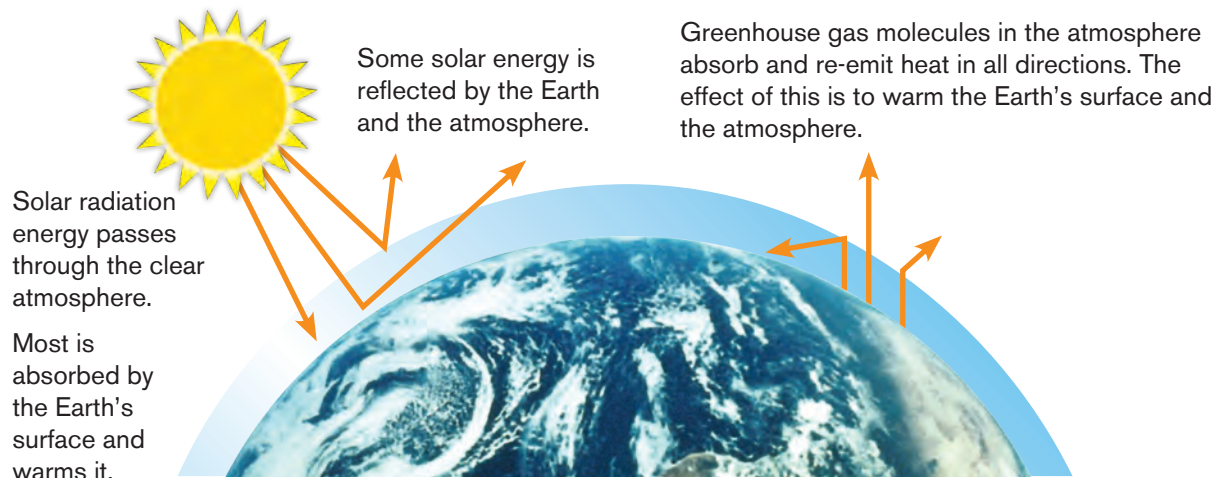 Some solar energy is
reflected by the Earth
and the atmosphere.
Greenhouse gas molecules in the atmosphere
absorb and re-emit heat in all directions. The
effect of this is to warm the Earth's surface and
the atmosphere.
Solar radiation
energy passes
through the clear
atmosphere.
Most is
absorbed by
the Earth's
surface and
warms it.